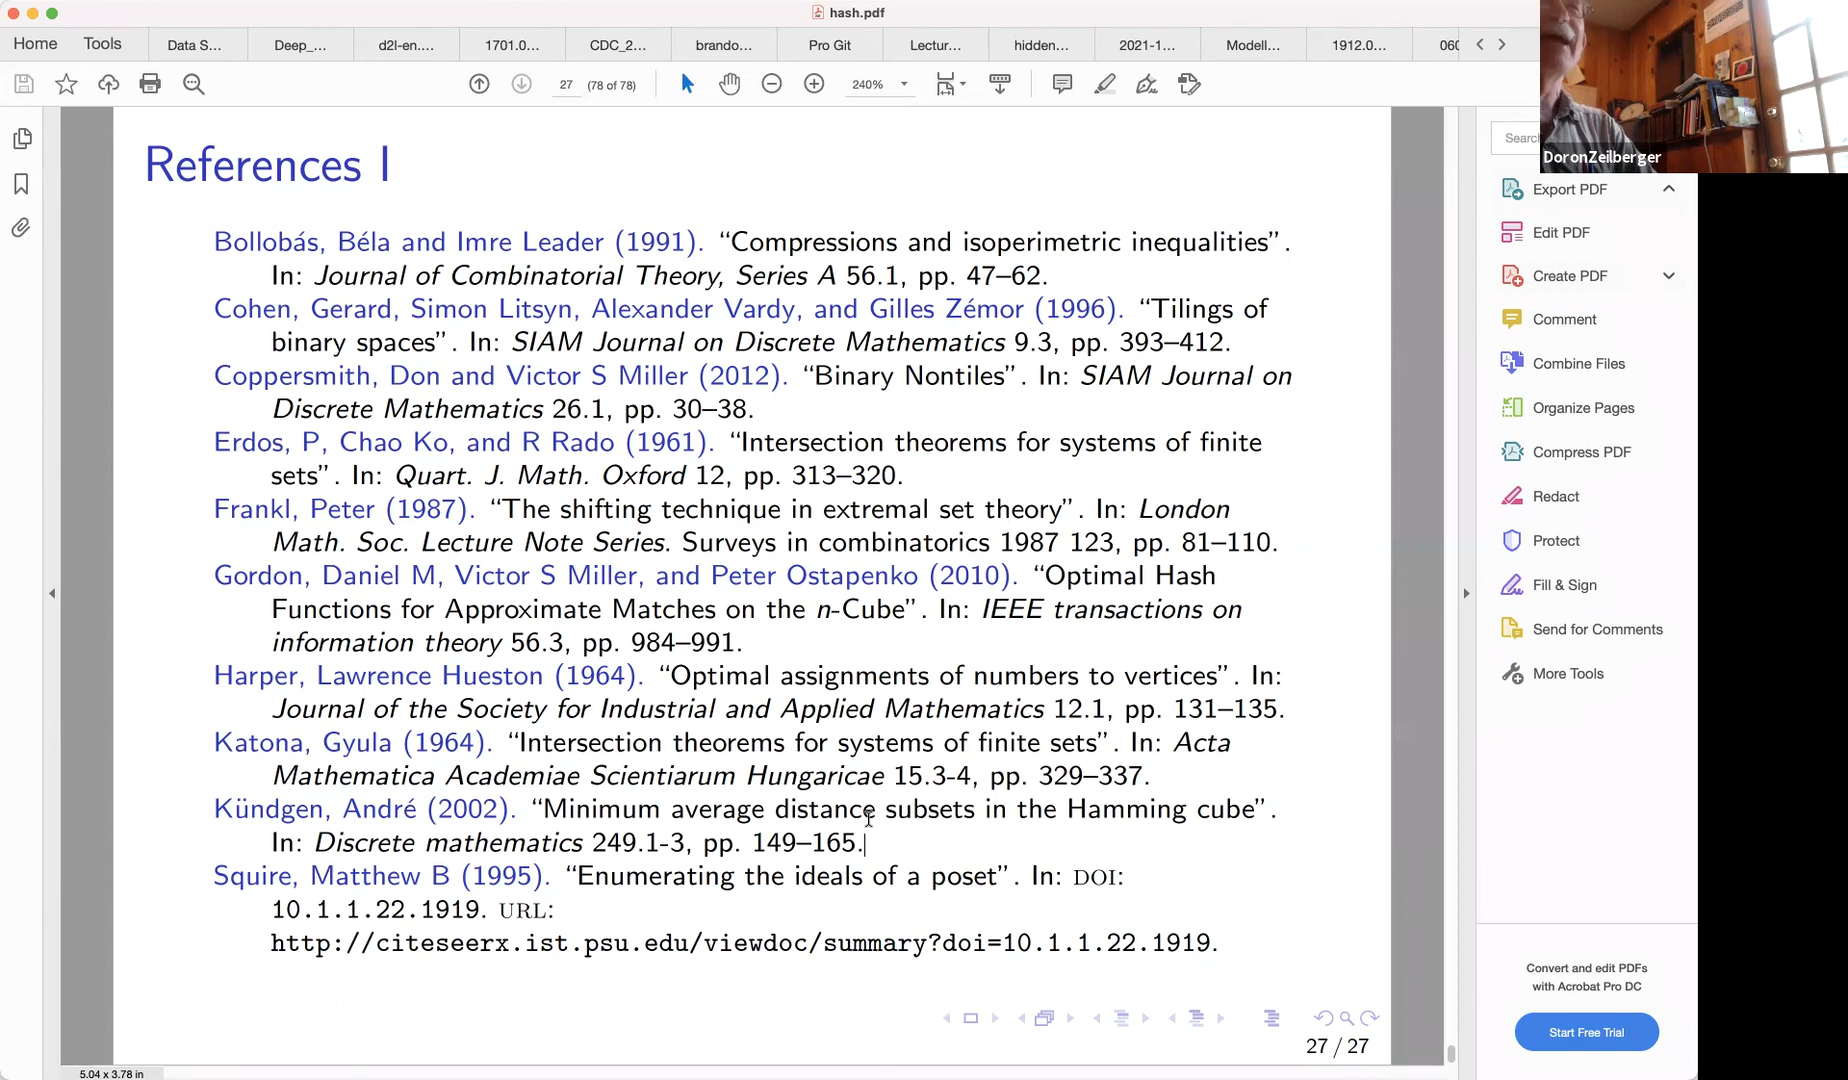 hash.pdf
Home Tools Data S... Deep_... d2l-en.... 1701.0... CDC_2... brando... Pro Git Lectur... hidden... 2021-1... Modell... 1912.0... 060
27 (78 of 78) 240%
DoronZeilberger
References I
Bollobás, Béla and Imre Leader (1991). “Compressions and isoperimetric inequalities”.
In: Journal of Combinatorial Theory, Series A 56.1, pp. 47–62.
Cohen, Gerard, Simon Litsyn, Alexander Vardy, and Gilles Zémor (1996). “Tilings of
binary spaces”. In: SIAM Journal on Discrete Mathematics 9.3, pp. 393–412.
Coppersmith, Don and Victor S Miller (2012). “Binary Nontiles”. In: SIAM Journal on
Discrete Mathematics 26.1, pp. 30–38.
Erdos, P, Chao Ko, and R Rado (1961). “Intersection theorems for systems of finite
sets”. In: Quart. J. Math. Oxford 12, pp. 313–320.
Frankl, Peter (1987). “The shifting technique in extremal set theory”. In: London
Math. Soc. Lecture Note Series. Surveys in combinatorics 1987 123, pp. 81–110.
Gordon, Daniel M, Victor S Miller, and Peter Ostapenko (2010). “Optimal Hash
Functions for Approximate Matches on the n-Cube”. In: IEEE transactions on
information theory 56.3, pp. 984–991.
Harper, Lawrence Hueston (1964). “Optimal assignments of numbers to vertices”. In:
Journal of the Society for Industrial and Applied Mathematics 12.1, pp. 131–135.
Katona, Gyula (1964). “Intersection theorems for systems of finite sets”. In: Acta
Mathematica Academiae Scientiarum Hungaricae 15.3-4, pp. 329–337.
Kündgen, André (2002). “Minimum average distance subsets in the Hamming cube”.
In: Discrete mathematics 249.1-3, pp. 149–165.
Squire, Matthew B (1995). “Enumerating the ideals of a poset”. In: DOI:
10.1.1.22.1919. URL:
http://citeseerx.ist.psu.edu/viewdoc/summary?doi=10.1.1.22.1919.
27 / 27
5.04 x 3.78 in
Searc
Export PDF
Edit PDF
Create PDF
Comment
Combine Files
Organize Pages
Compress PDF
Redact
Protect
Fill & Sign
Send for Comments
More Tools
Convert and edit PDFs
with Acrobat Pro DC
Start Free Trial